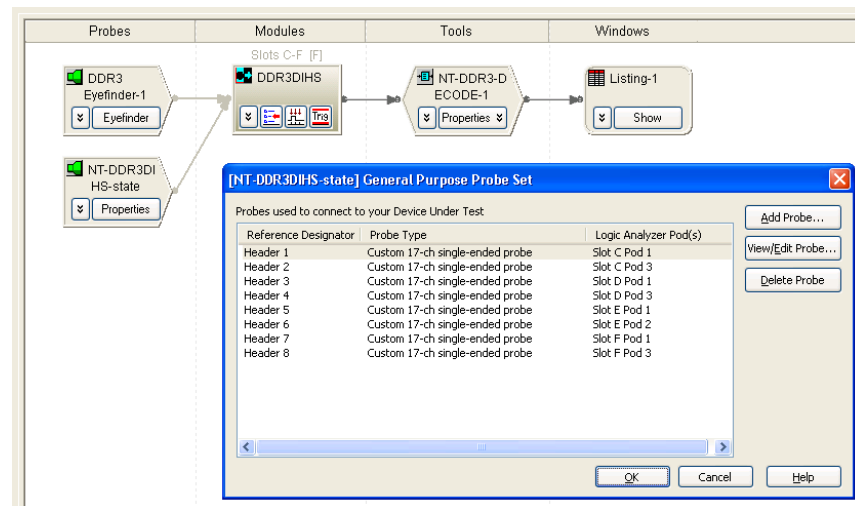 Probes Modules Tools Windows
Slots C-F [F]
DDR3
Eyefinder-1
Eyefinder
DDR3DIHS
Trig
NT-DDR3-D
ECODE-1
Properties
Listing-1
Show
NT-DDR3DI
HS-state
Properties
[NT-DDR3DIHS-state] General Purpose Probe Set
Probes used to connect to your Device Under Test
Reference Designator Probe Type Logic Analyzer Pod(s)
Header 1 Custom 17-ch single-ended probe Slot C Pod 1
Header 2 Custom 17-ch single-ended probe Slot C Pod 3
Header 3 Custom 17-ch single-ended probe Slot D Pod 1
Header 4 Custom 17-ch single-ended probe Slot D Pod 3
Header 5 Custom 17-ch single-ended probe Slot E Pod 1
Header 6 Custom 17-ch single-ended probe Slot E Pod 2
Header 7 Custom 17-ch single-ended probe Slot F Pod 1
Header 8 Custom 17-ch single-ended probe Slot F Pod 3
Add Probe...
View/Edit Probe...
Delete Probe
OK Cancel Help